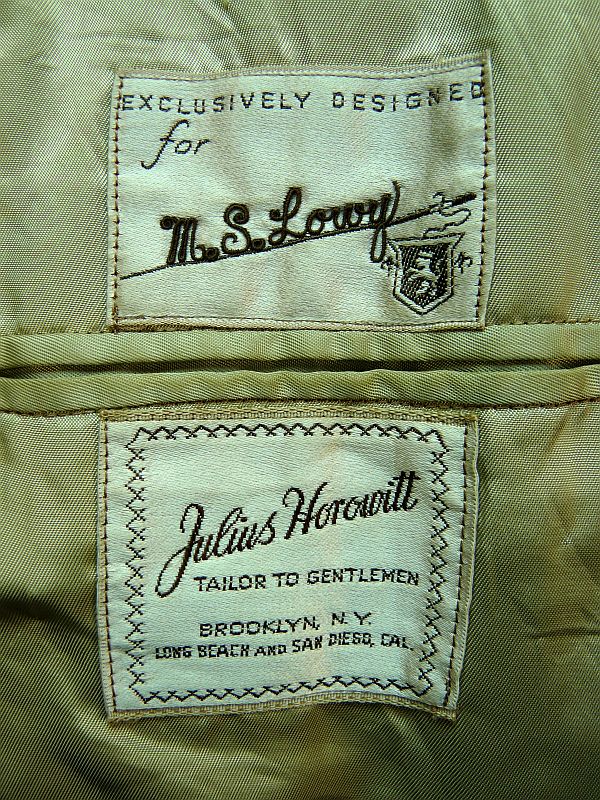 EXCLUSIVELY DESIGNED
for
M.S. Lowy
Julius Horowitt
TAILOR TO GENTLEMEN
BROOKLYN, N.Y.
LONG BEACH AND SAN DIEGO, CAL.